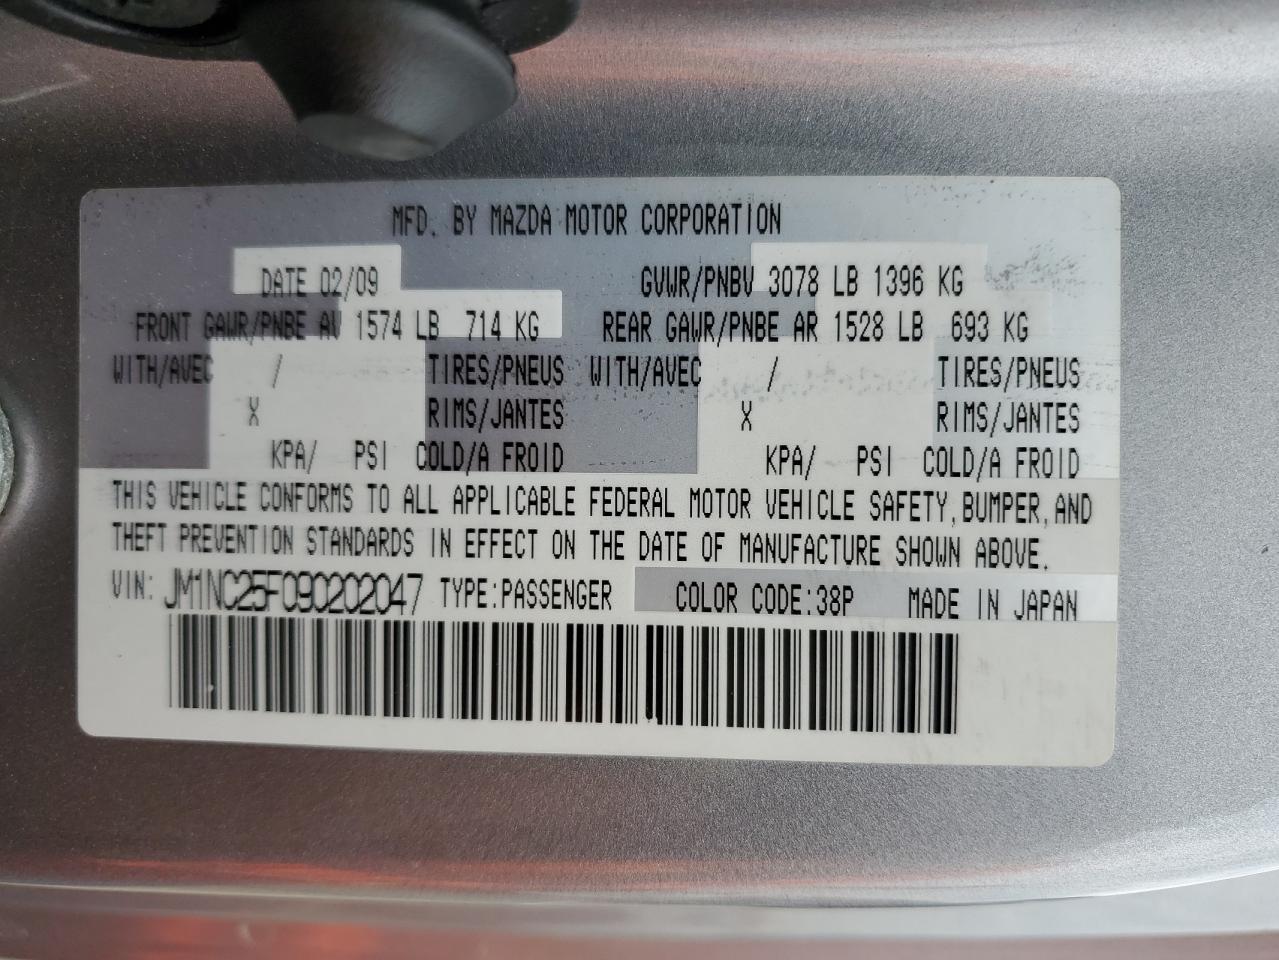 MFD. BY MAZDA MOTOR CORPORATION
DATE 02/09 GVWR/PNBV 3078 LB 1396 KG
FRONT GAWR/PNBE AV 1574 LB 714 KG REAR GAWR/PNBE AR 1528 LB 693 KG
WITH/AVEC / TIRES/PNEUS WITH/AVEC / TIRES/PNEUS
X RIMS/JANTES X RIMS/JANTES
KPA/ PSI COLD/A FROID KPA/ PSI COLD/A FROID
THIS VEHICLE CONFORMS TO ALL APPLICABLE FEDERAL MOTOR VEHICLE SAFETY, BUMPER, AND
THEFT PREVENTION STANDARDS IN EFFECT ON THE DATE OF MANUFACTURE SHOWN ABOVE.
VIN: JM1NC25F090202047 TYPE:PASSENGER COLOR CODE:38P MADE IN JAPAN